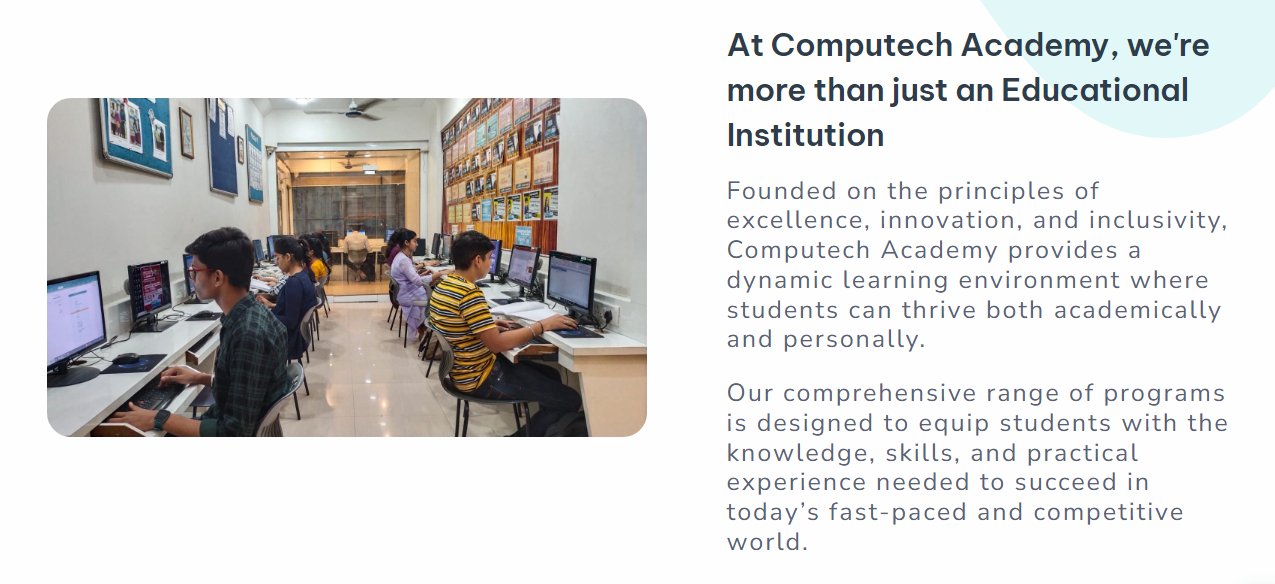 At Computech Academy, we're
more than just an Educational
Institution
Founded on the principles of
excellence, innovation, and inclusivity,
Computech Academy provides a
dynamic learning environment where
students can thrive both academically
and personally.
Our comprehensive range of programs
is designed to equip students with the
knowledge, skills, and practical
experience needed to succeed in
today’s fast-paced and competitive
world.